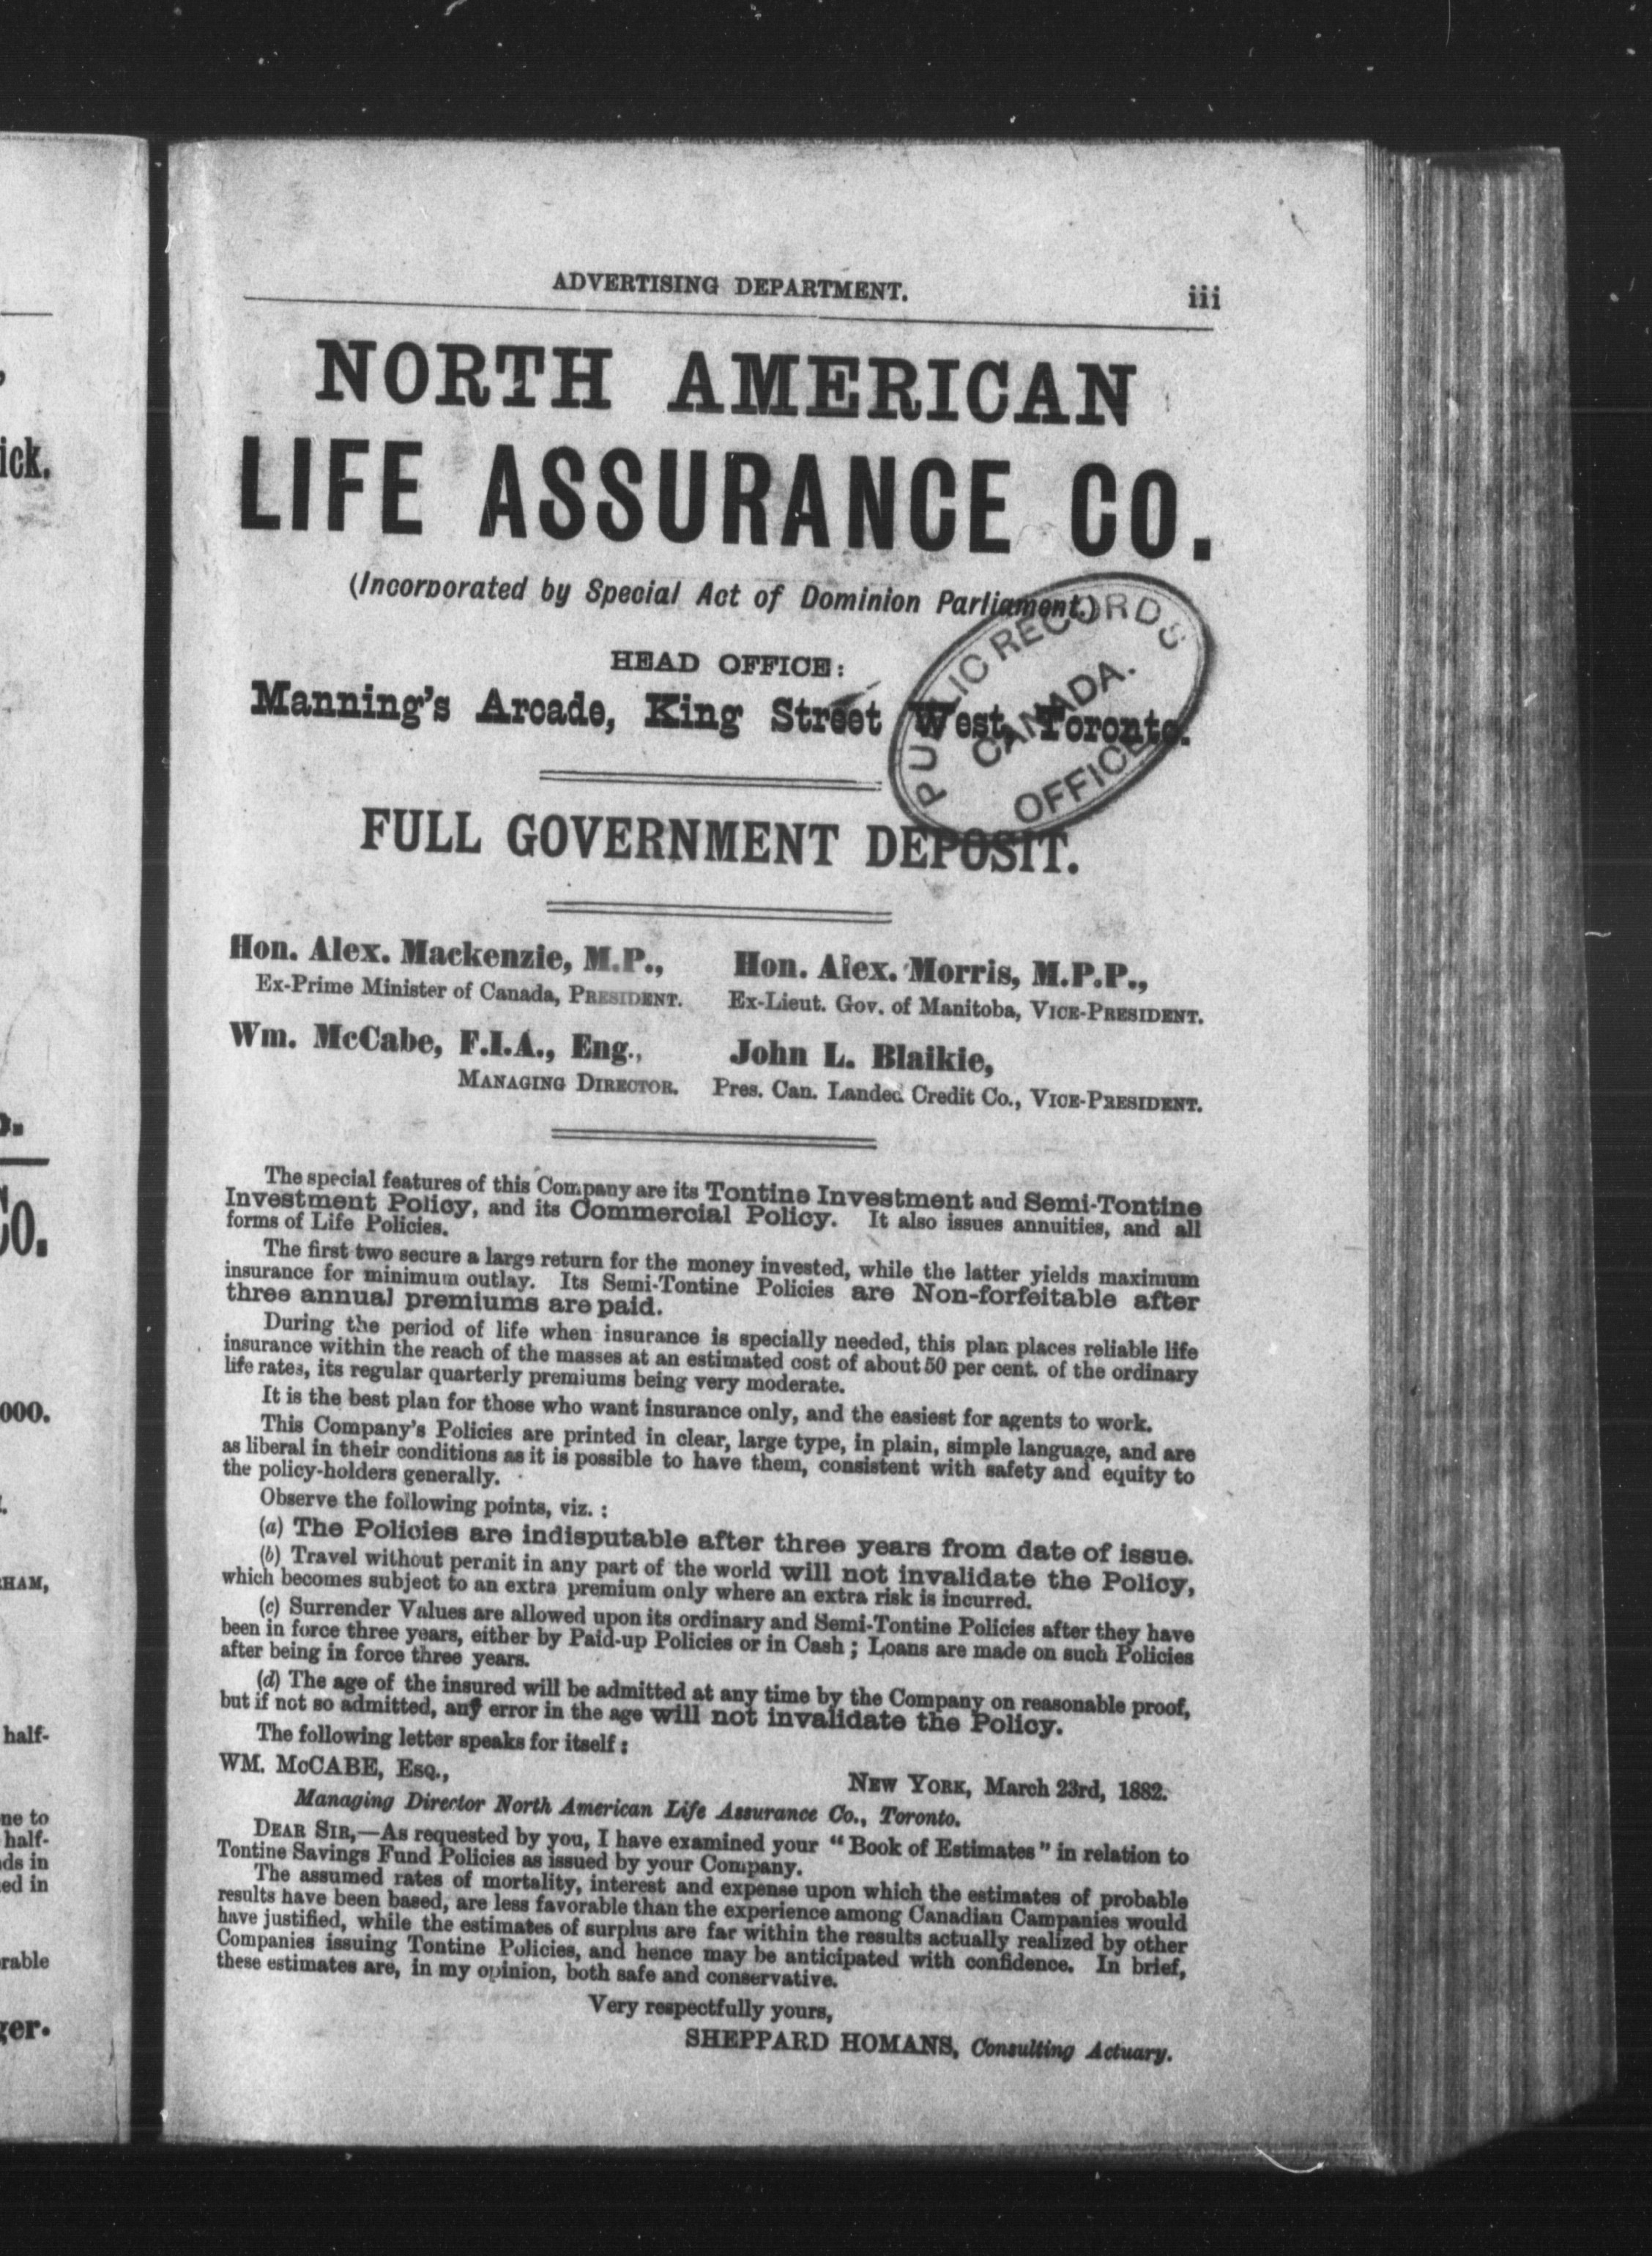 ADVERTISING DEPARTMENT. iii
NORTH AMERICAN
LIFE ASSURANCE CO.
(Incorporated by Special Act of Dominion Parliament.)
HEAD OFFICE:
Manning's Arcade, King Street West, Toronto.
PUBLIC RECORDS
CANADA.
OFFICE
FULL GOVERNMENT DEPOSIT.
Hon. Alex. Mackenzie, M.P.,
Ex-Prime Minister of Canada, PRESIDENT.
Hon. Alex. Morris, M.P.P.,
Ex-Lieut. Gov. of Manitoba, VICE-PRESIDENT.
Wm. McCabe, F.I.A., Eng.,
MANAGING DIRECTOR.
John L. Blaikie,
Pres. Can. Landed Credit Co., VICE-PRESIDENT.
The special features of this Company are its Tontine Investment and Semi-Tontine
Investment Policy, and its Commercial Policy. It also issues annuities, and all
forms of Life Policies.
The first two secure a large return for the money invested, while the latter yields maximum
insurance for minimum outlay. Its Semi-Tontine Policies are Non-forfeitable after
three annual premiums are paid.
During the period of life when insurance is specially needed, this plan places reliable life
insurance within the reach of the masses at an estimated cost of about 50 per cent. of the ordinary
life rates, its regular quarterly premiums being very moderate.
It is the best plan for those who want insurance only, and the easiest for agents to work.
This Company's Policies are printed in clear, large type, in plain, simple language, and are
as liberal in their conditions as it is possible to have them, consistent with safety and equity to
the policy-holders generally.
Observe the following points, viz. :
(a) The Policies are indisputable after three years from date of issue.
(b) Travel without permit in any part of the world will not invalidate the Policy,
which becomes subject to an extra premium only where an extra risk is incurred.
(c) Surrender Values are allowed upon its ordinary and Semi-Tontine Policies after they have
been in force three years, either by Paid-up Policies or in Cash ; Loans are made on such Policies
after being in force three years.
(d) The age of the insured will be admitted at any time by the Company on reasonable proof,
but if not so admitted, any error in the age will not invalidate the Policy.
The following letter speaks for itself :
WM. McCABE, ESQ.,
NEW YORK, March 23rd, 1882.
Managing Director North American Life Assurance Co., Toronto.
DEAR SIR,—As requested by you, I have examined your "Book of Estimates" in relation to
Tontine Savings Fund Policies as issued by your Company.
The assumed rates of mortality, interest and expense upon which the estimates of probable
results have been based, are less favorable than the experience among Canadian Campanies would
have justified, while the estimates of surplus are far within the results actually realized by other
Companies issuing Tontine Policies, and hence may be anticipated with confidence. In brief,
these estimates are, in my opinion, both safe and conservative.
Very respectfully yours,
SHEPPARD HOMANS, Consulting Actuary.
ick.
Co.
000.
HAM,
half-
ne to
half-
ds in
ed in
rable
ger.